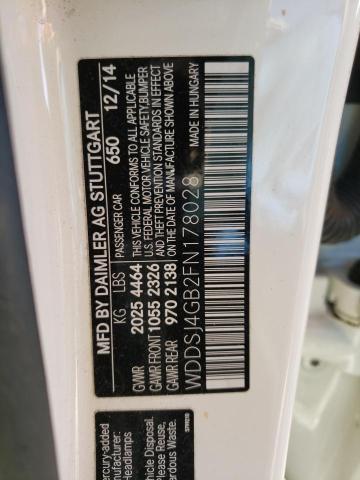 MFD BY DAIMLER AG STUTTGART
PASSENGER CAR 650 12/14
KG LBS
GVWR 2025 4464
GAWR FRONT 1055 2326
GAWR REAR 970 2138
THIS VEHICLE CONFORMS TO ALL APPLICABLE
U.S. FEDERAL MOTOR VEHICLE SAFETY, BUMPER
AND THEFT PREVENTION STANDARDS IN EFFECT
ON THE DATE OF MANUFACTURE SHOWN ABOVE
WDDSJ4GB2FN178028
MADE IN HUNGARY
ercury-added
anufacturer:
Headlamps
ehicle Disposal.
Please Reuse,
ardous Waste.